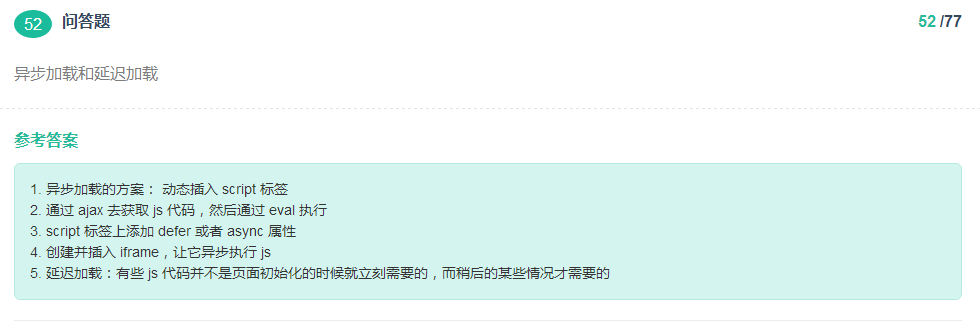 52 问答题 52 /77
异步加载和延迟加载
参考答案
1. 异步加载的方案： 动态插入 script 标签
2. 通过 ajax 去获取 js 代码，然后通过 eval 执行
3. script 标签上添加 defer 或者 async 属性
4. 创建并插入 iframe，让它异步执行 js
5. 延迟加载：有些 js 代码并不是页面初始化的时候就立刻需要的，而稍后的某些情况才需要的